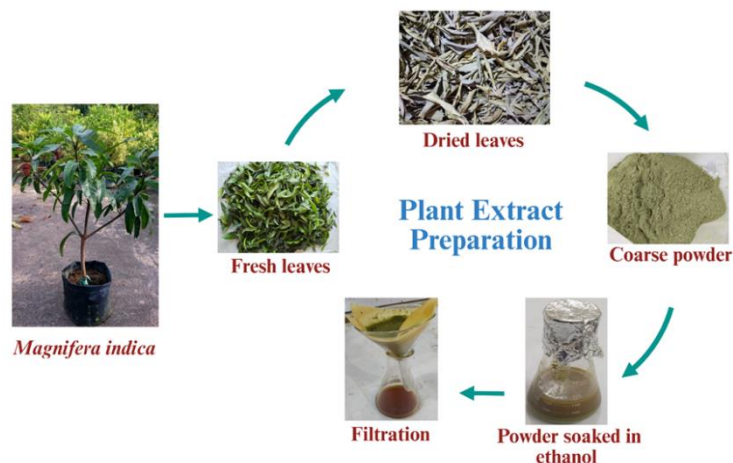 Magnifera indica
Fresh leaves
Dried leaves
Plant Extract
Preparation
Coarse powder
Powder soaked in
ethanol
Filtration